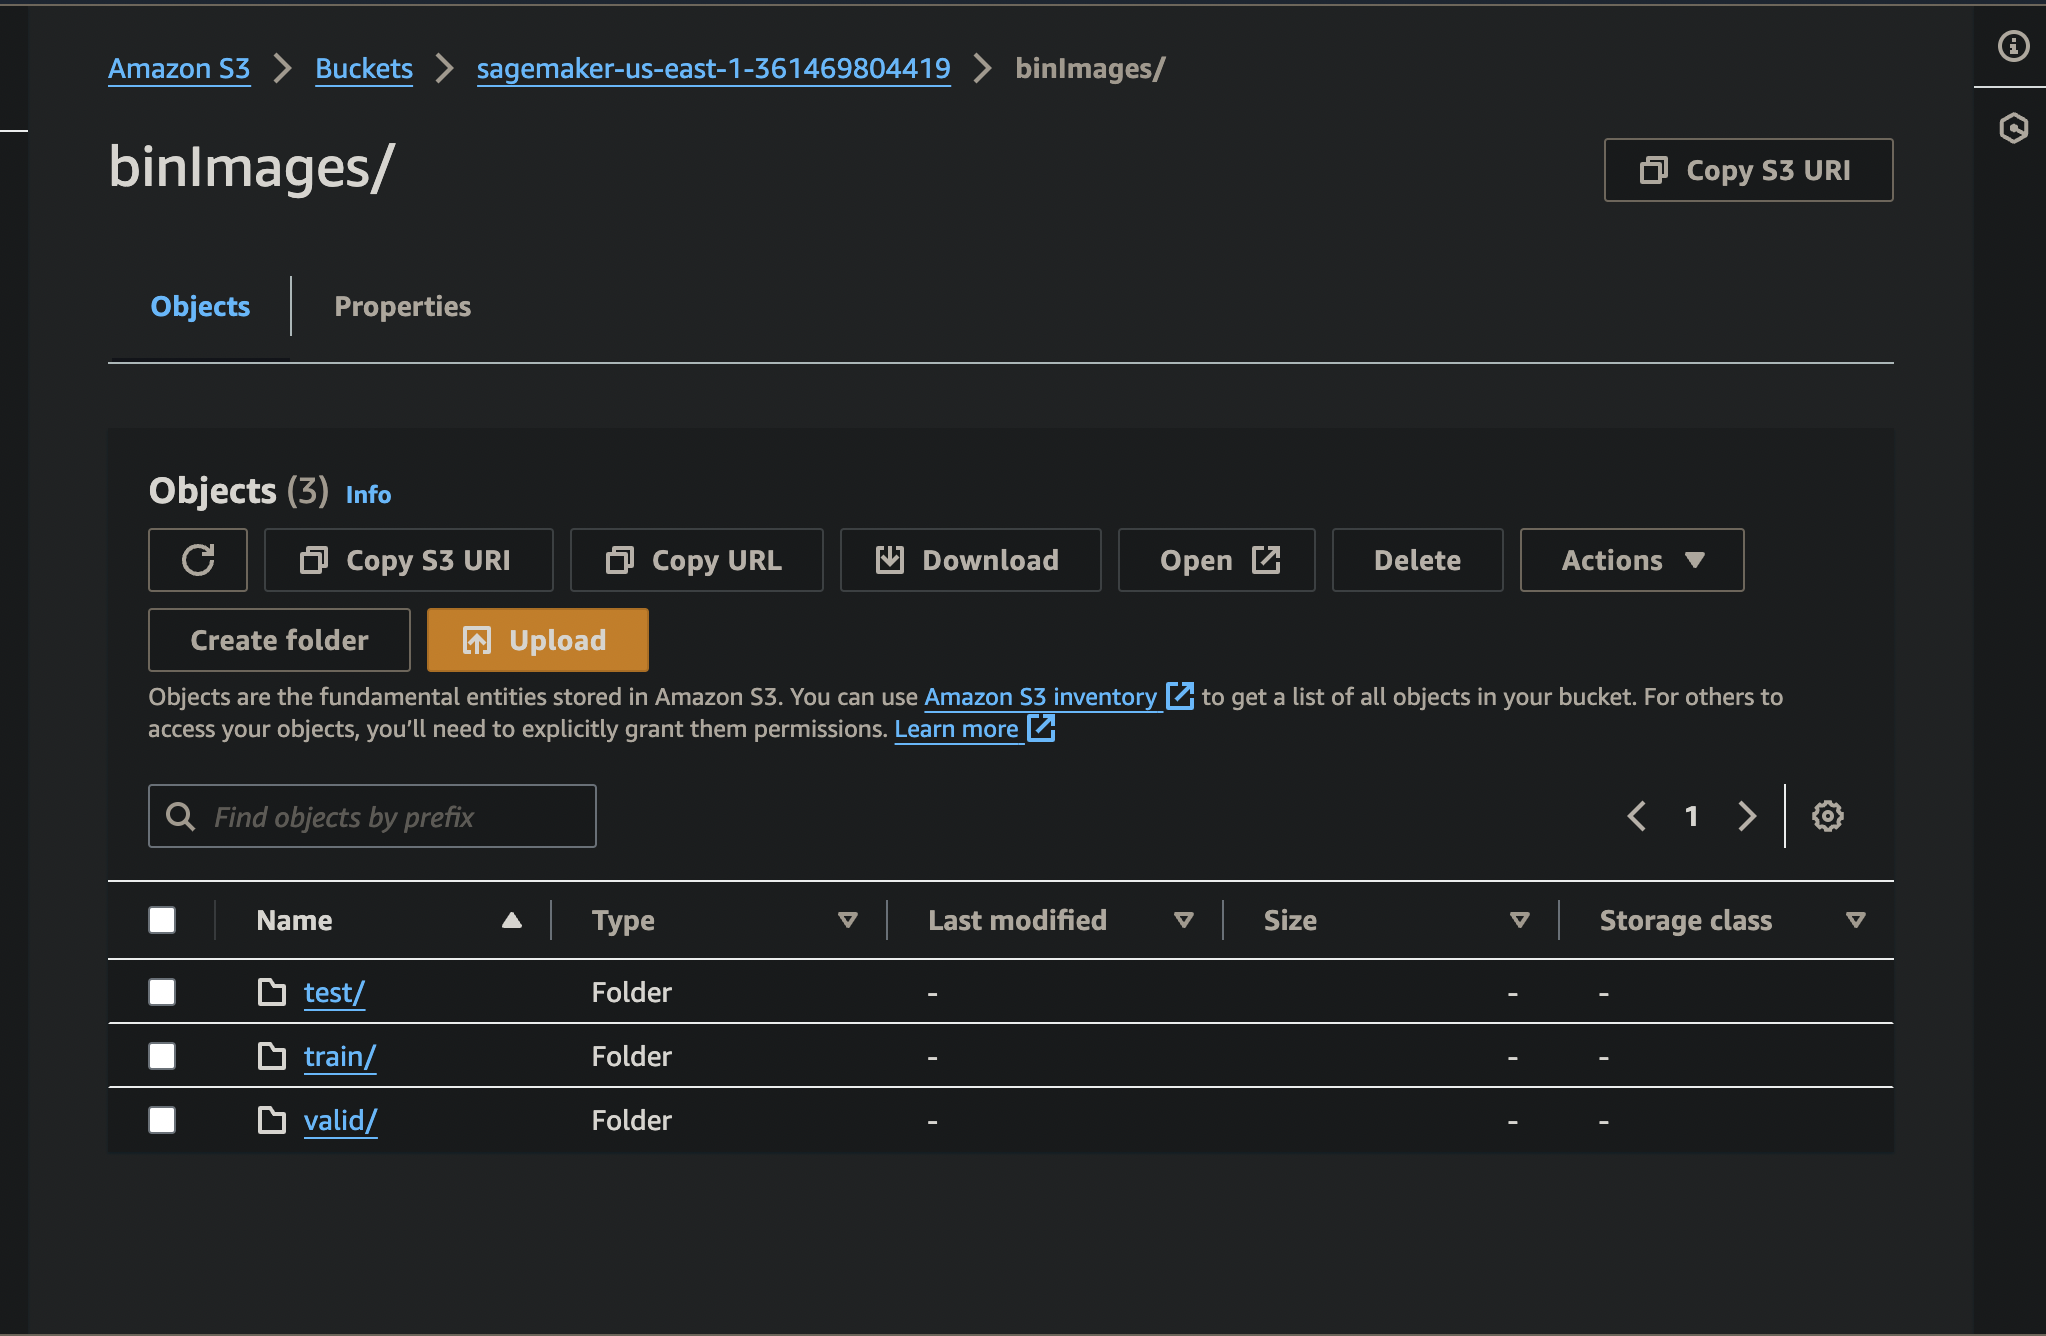 Amazon S3 Buckets sagemaker-us-east-1-361469804419 binImages/
binImages/
Copy S3 URI
Objects Properties
Objects (3) Info
Copy S3 URI Copy URL Download Open Delete Actions
Create folder Upload
Objects are the fundamental entities stored in Amazon S3. You can use Amazon S3 inventory to get a list of all objects in your bucket. For others to
access your objects, you’ll need to explicitly grant them permissions. Learn more
Find objects by prefix
1
Name Type Last modified Size Storage class
test/ Folder - - -
train/ Folder - - -
valid/ Folder - - -